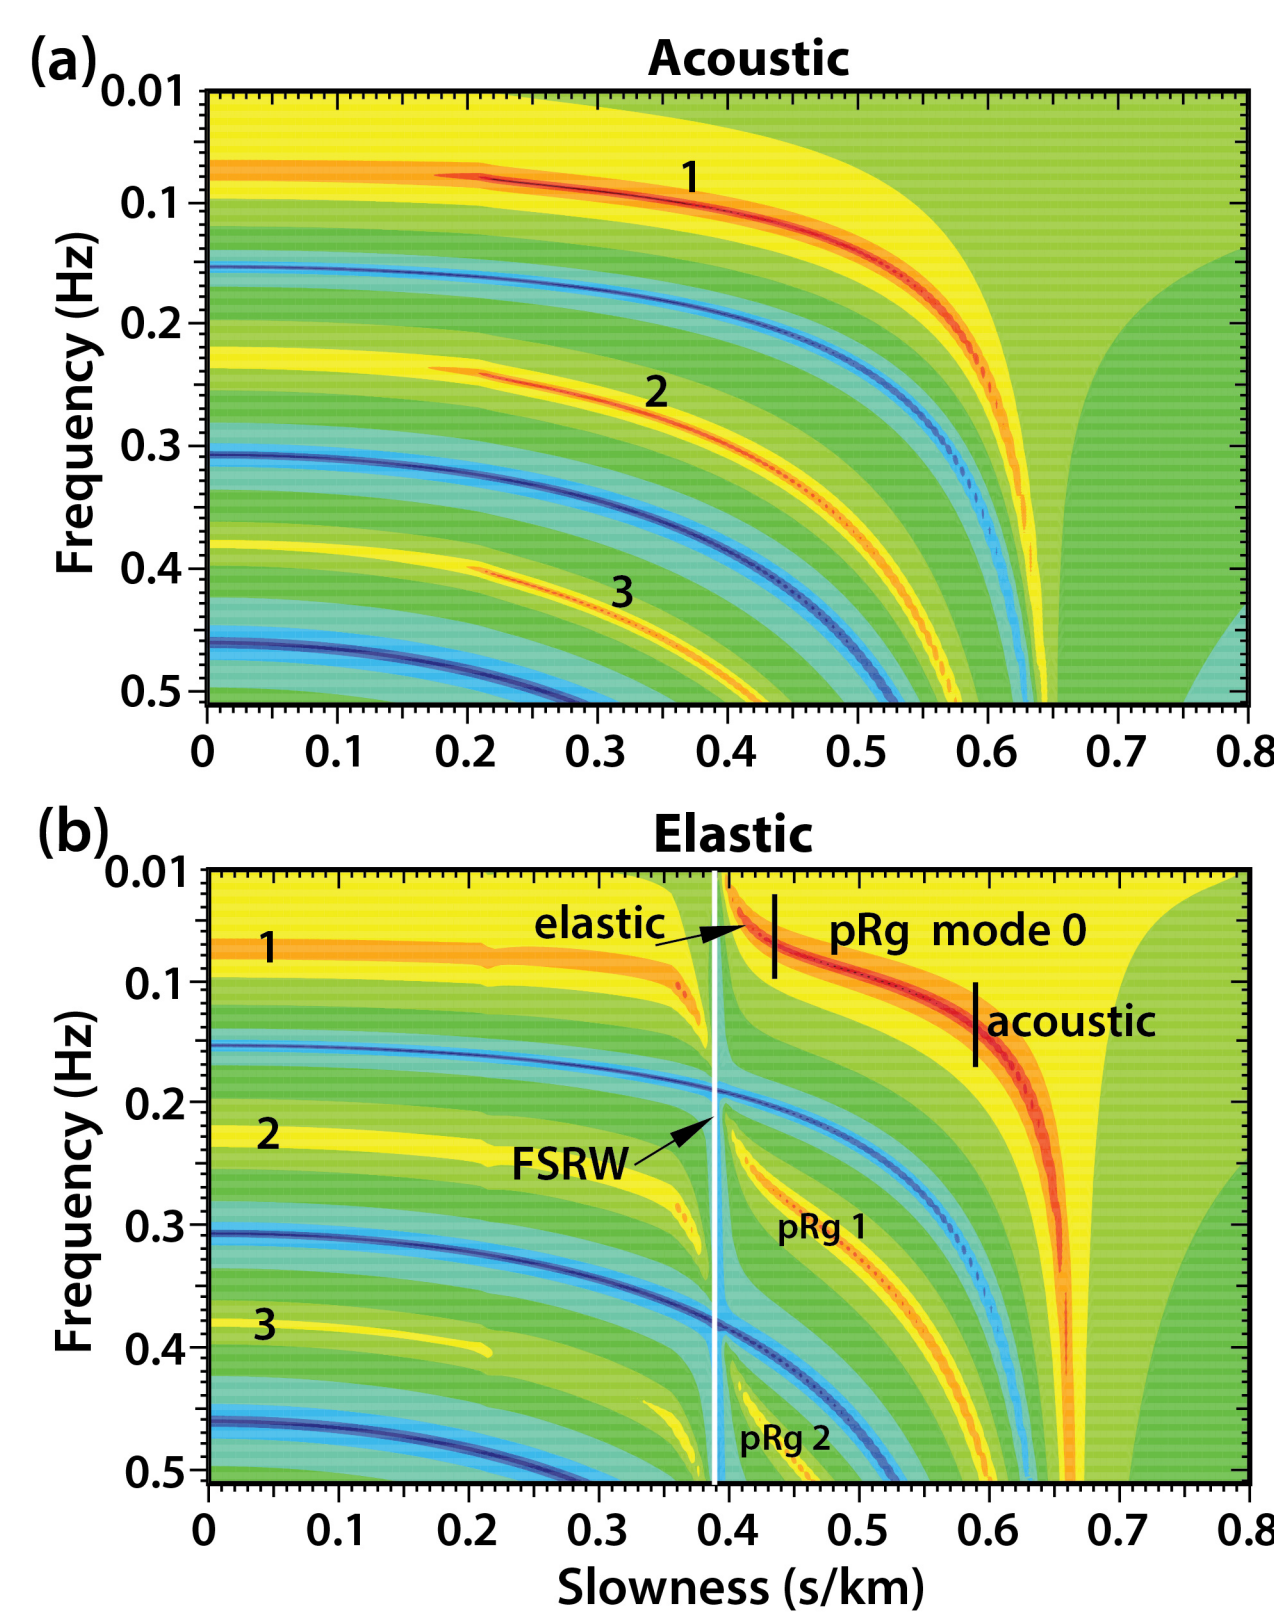 (a)
Acoustic
0.01
0.1
0.2
0.3
0.4
0.5
Frequency (Hz)
1
2
3
0 0.1 0.2 0.3 0.4 0.5 0.6 0.7 0.8
(b)
Elastic
0.01
0.1
0.2
0.3
0.4
0.5
Frequency (Hz)
elastic
pRg mode 0
1
acoustic
2
FSRW
pRg 1
3
pRg 2
0 0.1 0.2 0.3 0.4 0.5 0.6 0.7 0.8
Slowness (s/km)